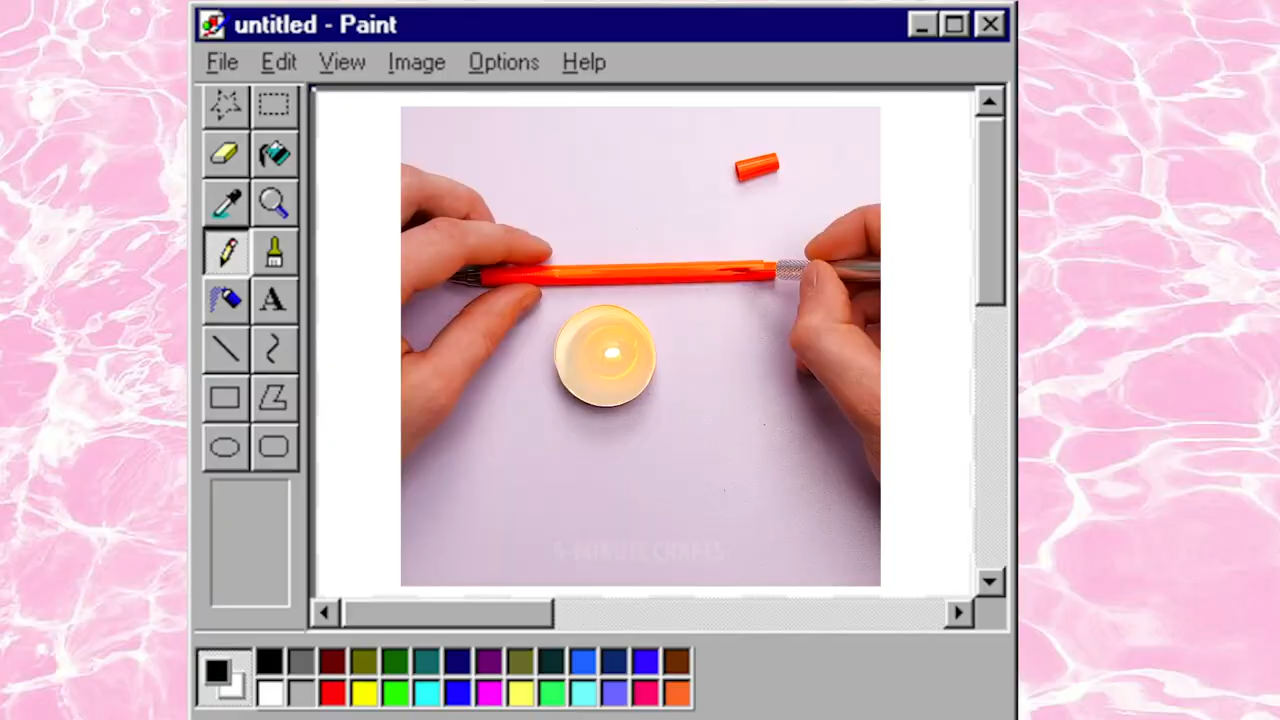 untitled - Paint
File Edit View Image Options Help
A
5-MINUTE CRAFTS